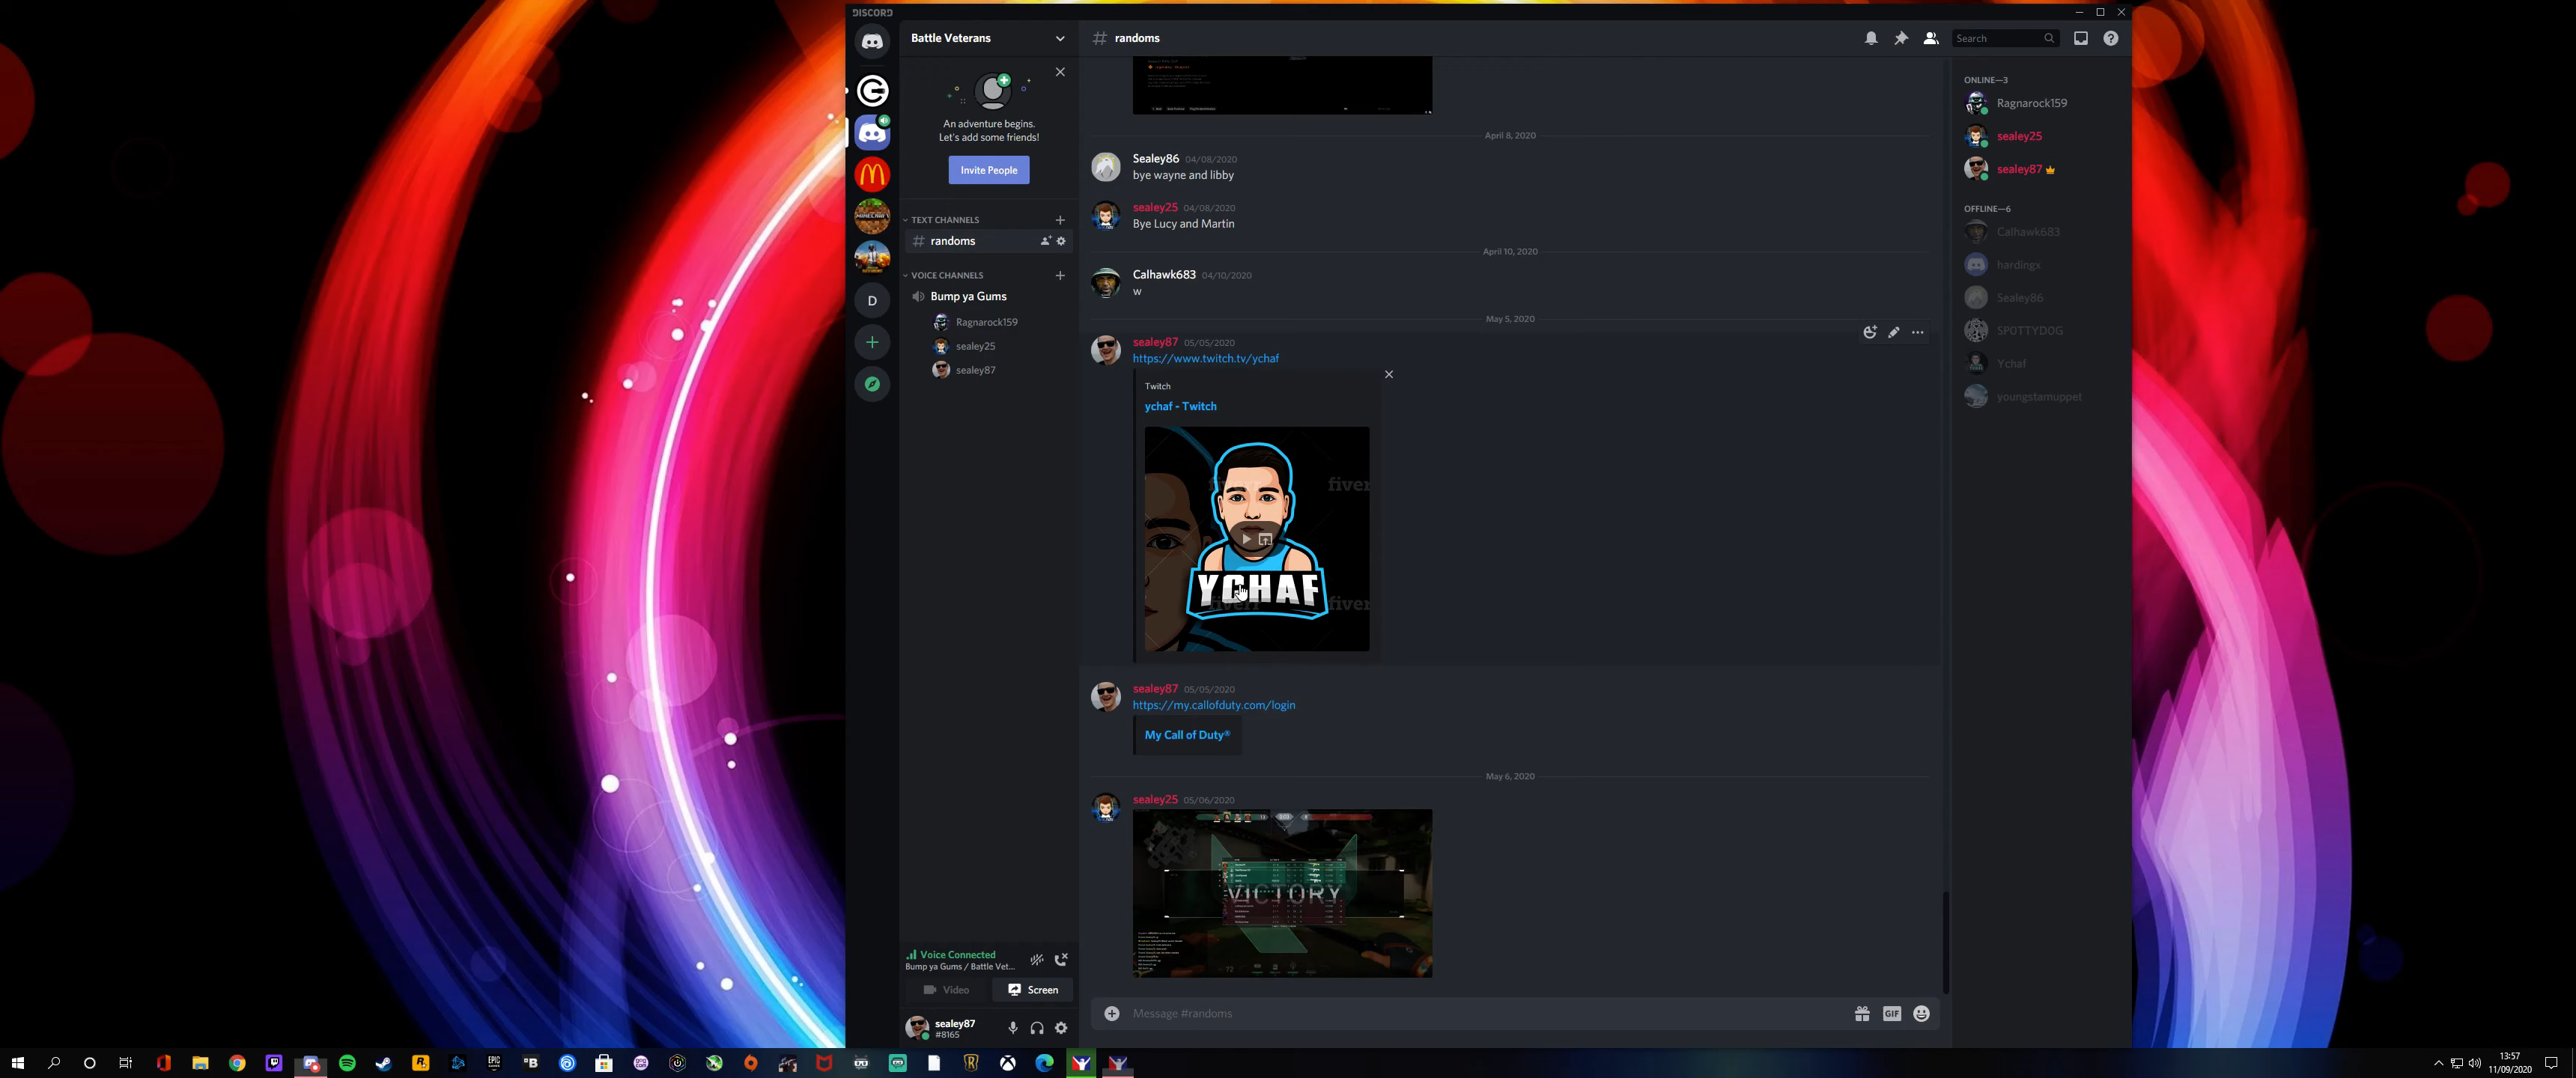 DISCORD
Battle Veterans
An adventure begins.
Let's add some friends!
Invite People
TEXT CHANNELS
randoms
VOICE CHANNELS
Bump ya Gums
Ragnarock159
sealey25
sealey87
Voice Connected
Bump ya Gums / Battle Vet...
Video
Screen
sealey87
#8165
D
# randoms
Search
April 8, 2020
Sealey86 04/08/2020
bye wayne and libby
sealey25 04/08/2020
Bye Lucy and Martin
April 10, 2020
Calhawk683 04/10/2020
w
May 5, 2020
sealey87 05/05/2020
https://www.twitch.tv/ychaf
Twitch
ychaf - Twitch
fiverr
fiver
YCHAF
fiverr
fiver
sealey87 05/05/2020
https://my.callofduty.com/login
My Call of Duty®
May 6, 2020
sealey25 05/06/2020
VICTORY
Message #randoms
GIF
ONLINE—3
Ragnarock159
sealey25
sealey87
OFFLINE—6
Calhawk683
hardingx
Sealey86
SPOTTYDOG
Ychaf
youngstamuppet
EPIC
13:57
11/09/2020